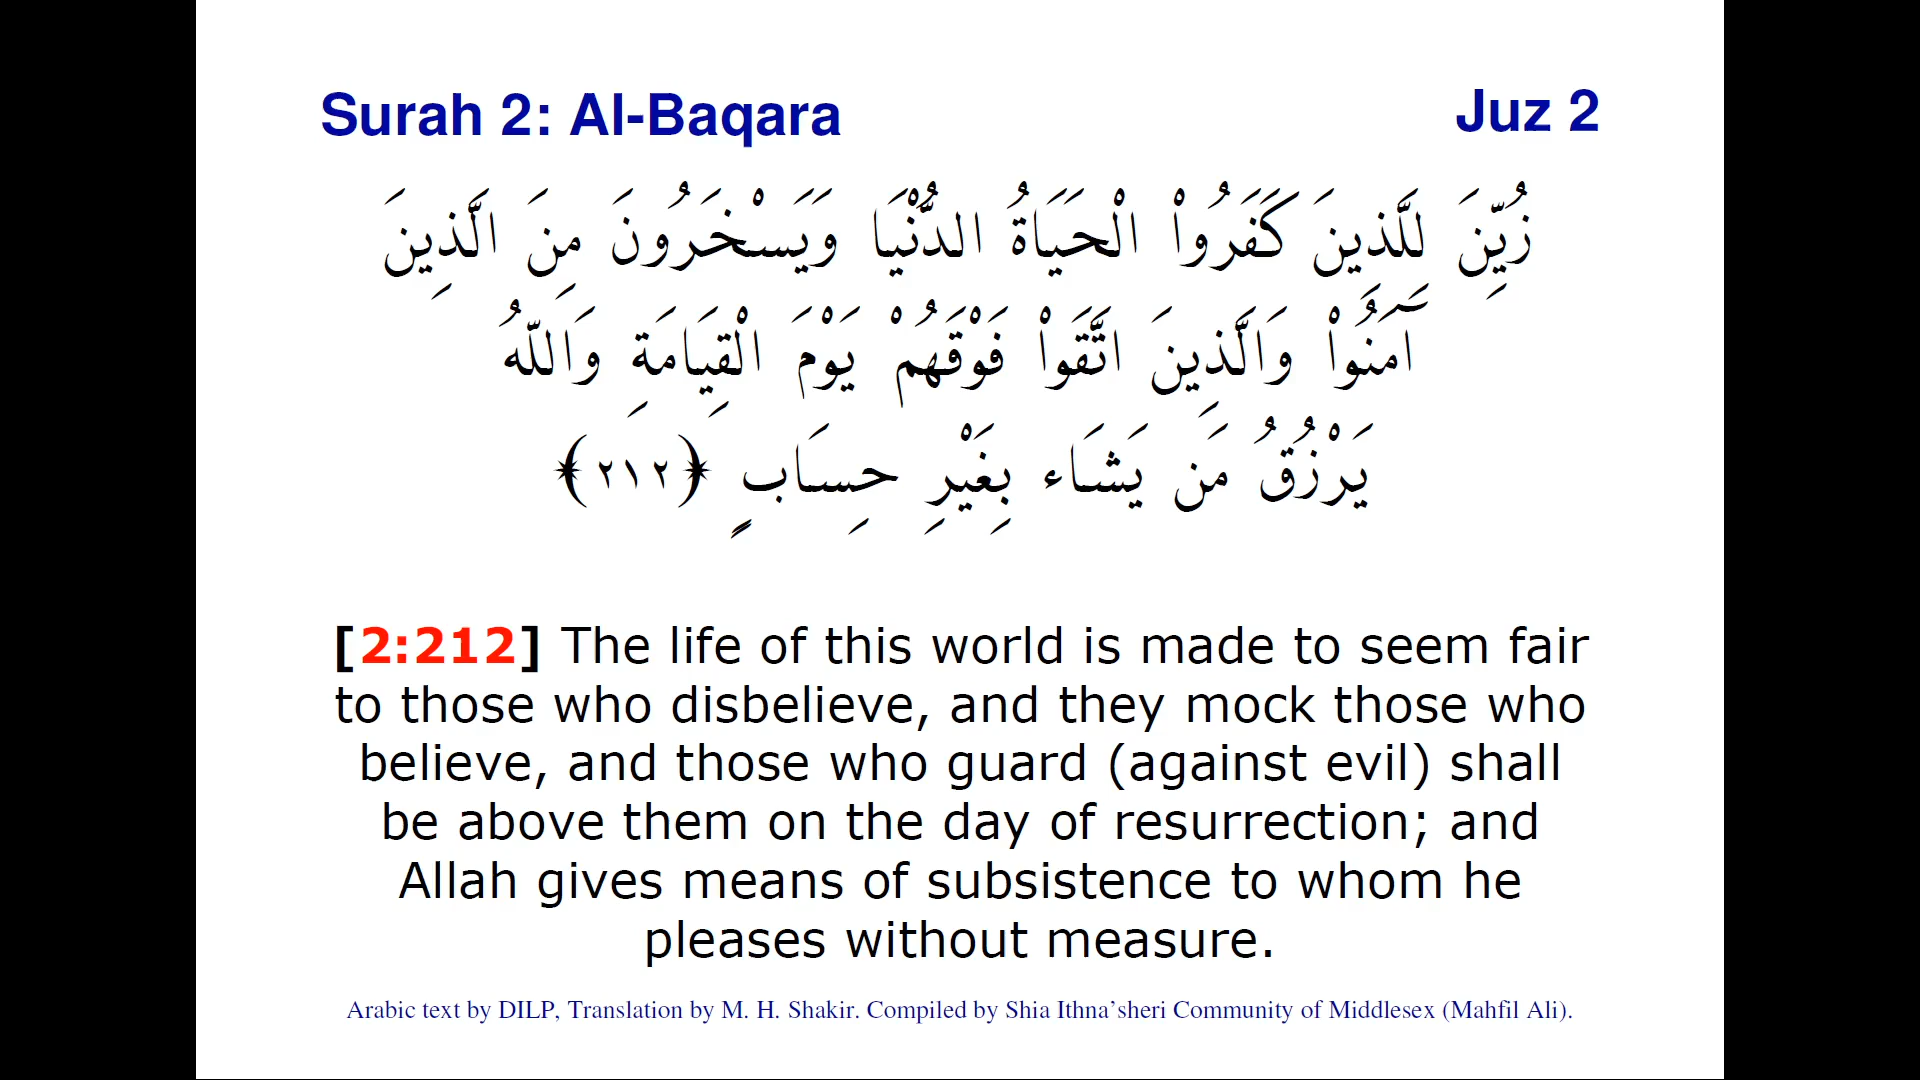 Surah 2: Al-Baqara Juz 2
زُيِّنَ لِلَّذِينَ كَفَرُواْ الْحَيَاةُ الدُّنْيَا وَيَسْخَرُونَ مِنَ الَّذِينَ
آمَنُواْ وَالَّذِينَ اتَّقَواْ فَوْقَهُمْ يَوْمَ الْقِيَامَةِ وَاللّهُ
يَرْزُقُ مَن يَشَاء بِغَيْرِ حِسَابٍ ﴿٢١٢﴾
[2:212] The life of this world is made to seem fair
to those who disbelieve, and they mock those who
believe, and those who guard (against evil) shall
be above them on the day of resurrection; and
Allah gives means of subsistence to whom he
pleases without measure.
Arabic text by DILP, Translation by M. H. Shakir. Compiled by Shia Ithna’sheri Community of Middlesex (Mahfil Ali).